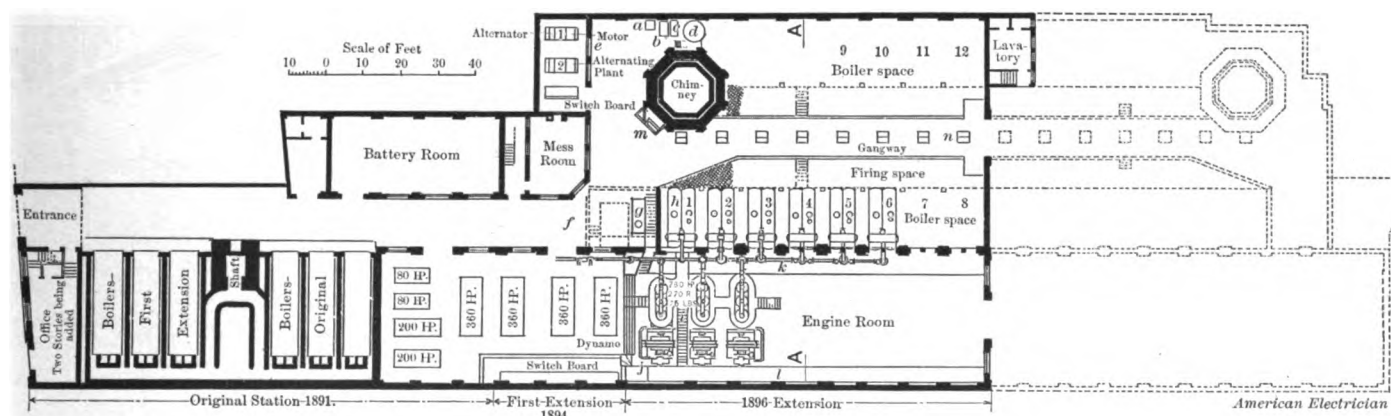 Scale of Feet
10 0 10 20 30 40
Alternator
1
Motor
e
2
Alternating
Plant
Switch Board
a
b
c
d
A
9 10 11 12
Boiler space
Lava-
tory
Chim-
ney
m
n
Gangway
Firing space
Battery Room
Mess
Room
Entrance
f
g
h
1 2 3 4 5 6 7 8
Boiler space
Office
Two Stories being
added
Boilers-
First
Extension
Shaft
Boilers-
Original
80 HP.
80 HP.
200 HP.
200 HP.
360 HP.
360 HP.
360 HP.
360 HP.
Dynamo
Switch Board
k
Engine Room
j
l
A
Original Station-1891.
First-Extension
1894
1896-Extension
American Electrician